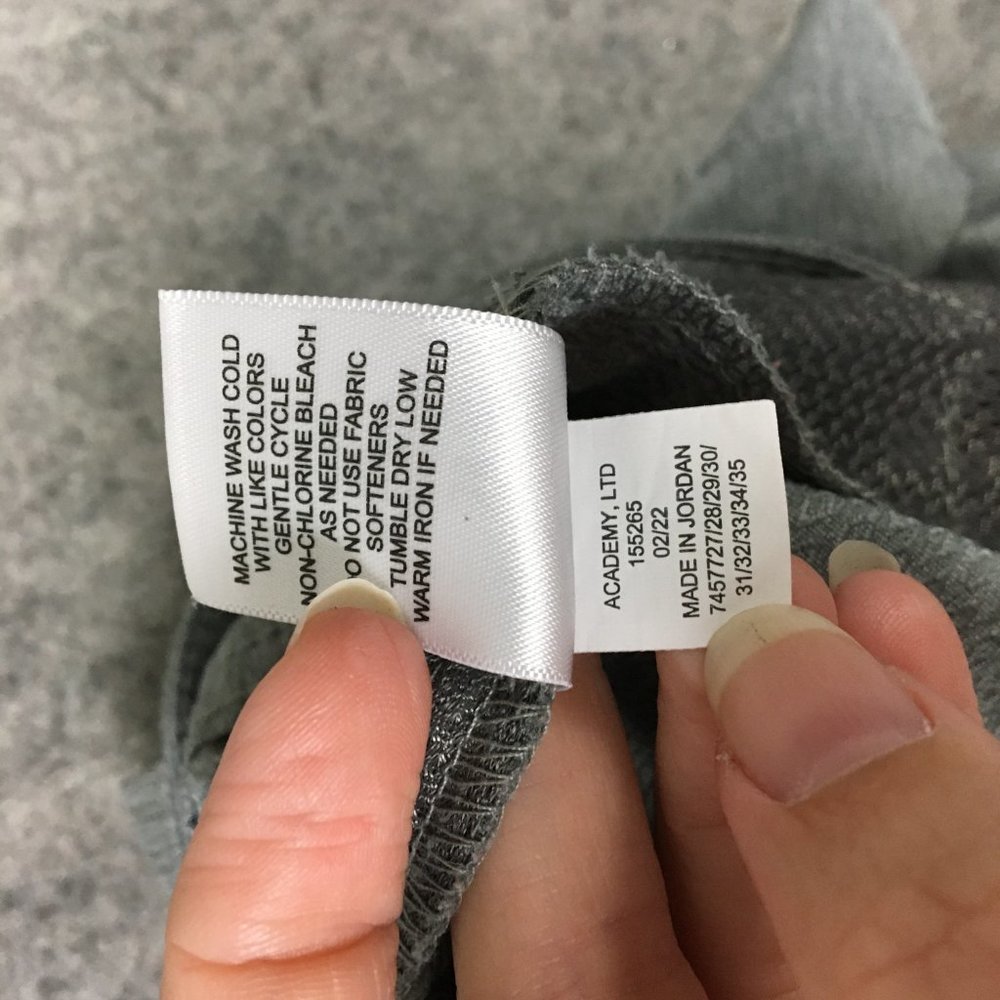 MACHINE WASH COLD
WITH LIKE COLORS
GENTLE CYCLE
NON-CHLORINE BLEACH
AS NEEDED
O NOT USE FABRIC
SOFTENERS
TUMBLE DRY LOW
WARM IRON IF NEEDED
ACADEMY, LTD
155265
02/22
MADE IN JORDAN
7457727/28/29/30/
31/32/33/34/35